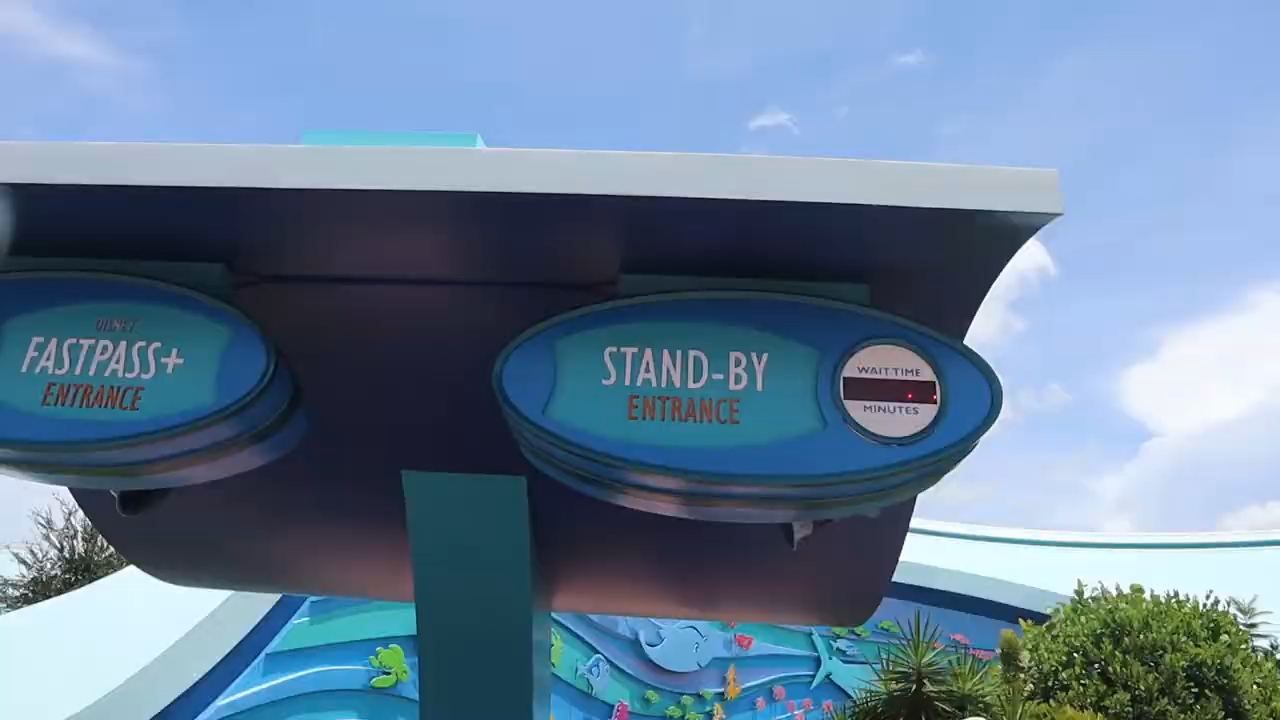 DISNEY
FASTPASS+
ENTRANCE
STAND-BY
ENTRANCE
WAIT TIME
MINUTES